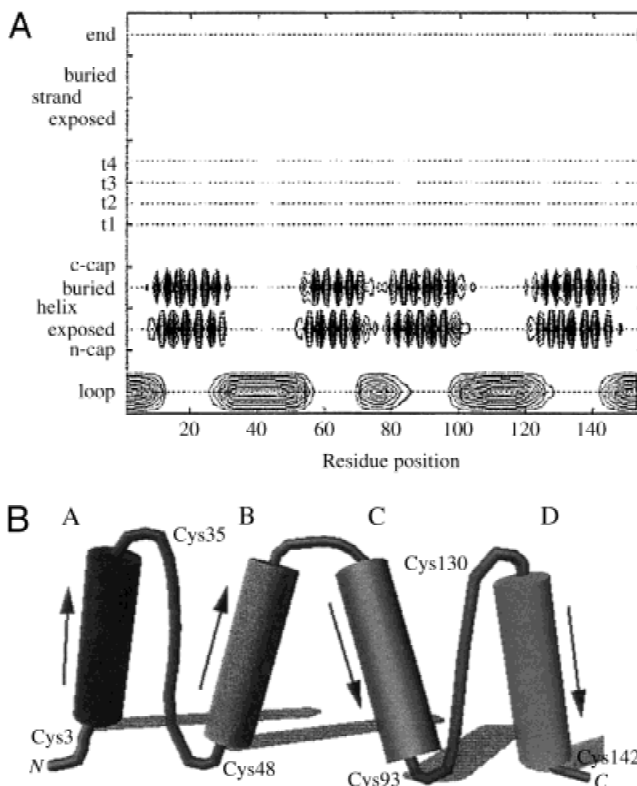 A
end
buried
strand
exposed
t4
t3
t2
t1
c-cap
buried
helix
exposed
n-cap
loop
20 40 60 80 100 120 140
Residue position
B A B C D
Cys35
Cys130
Cys3
Cys142
N Cys48 Cys93 C